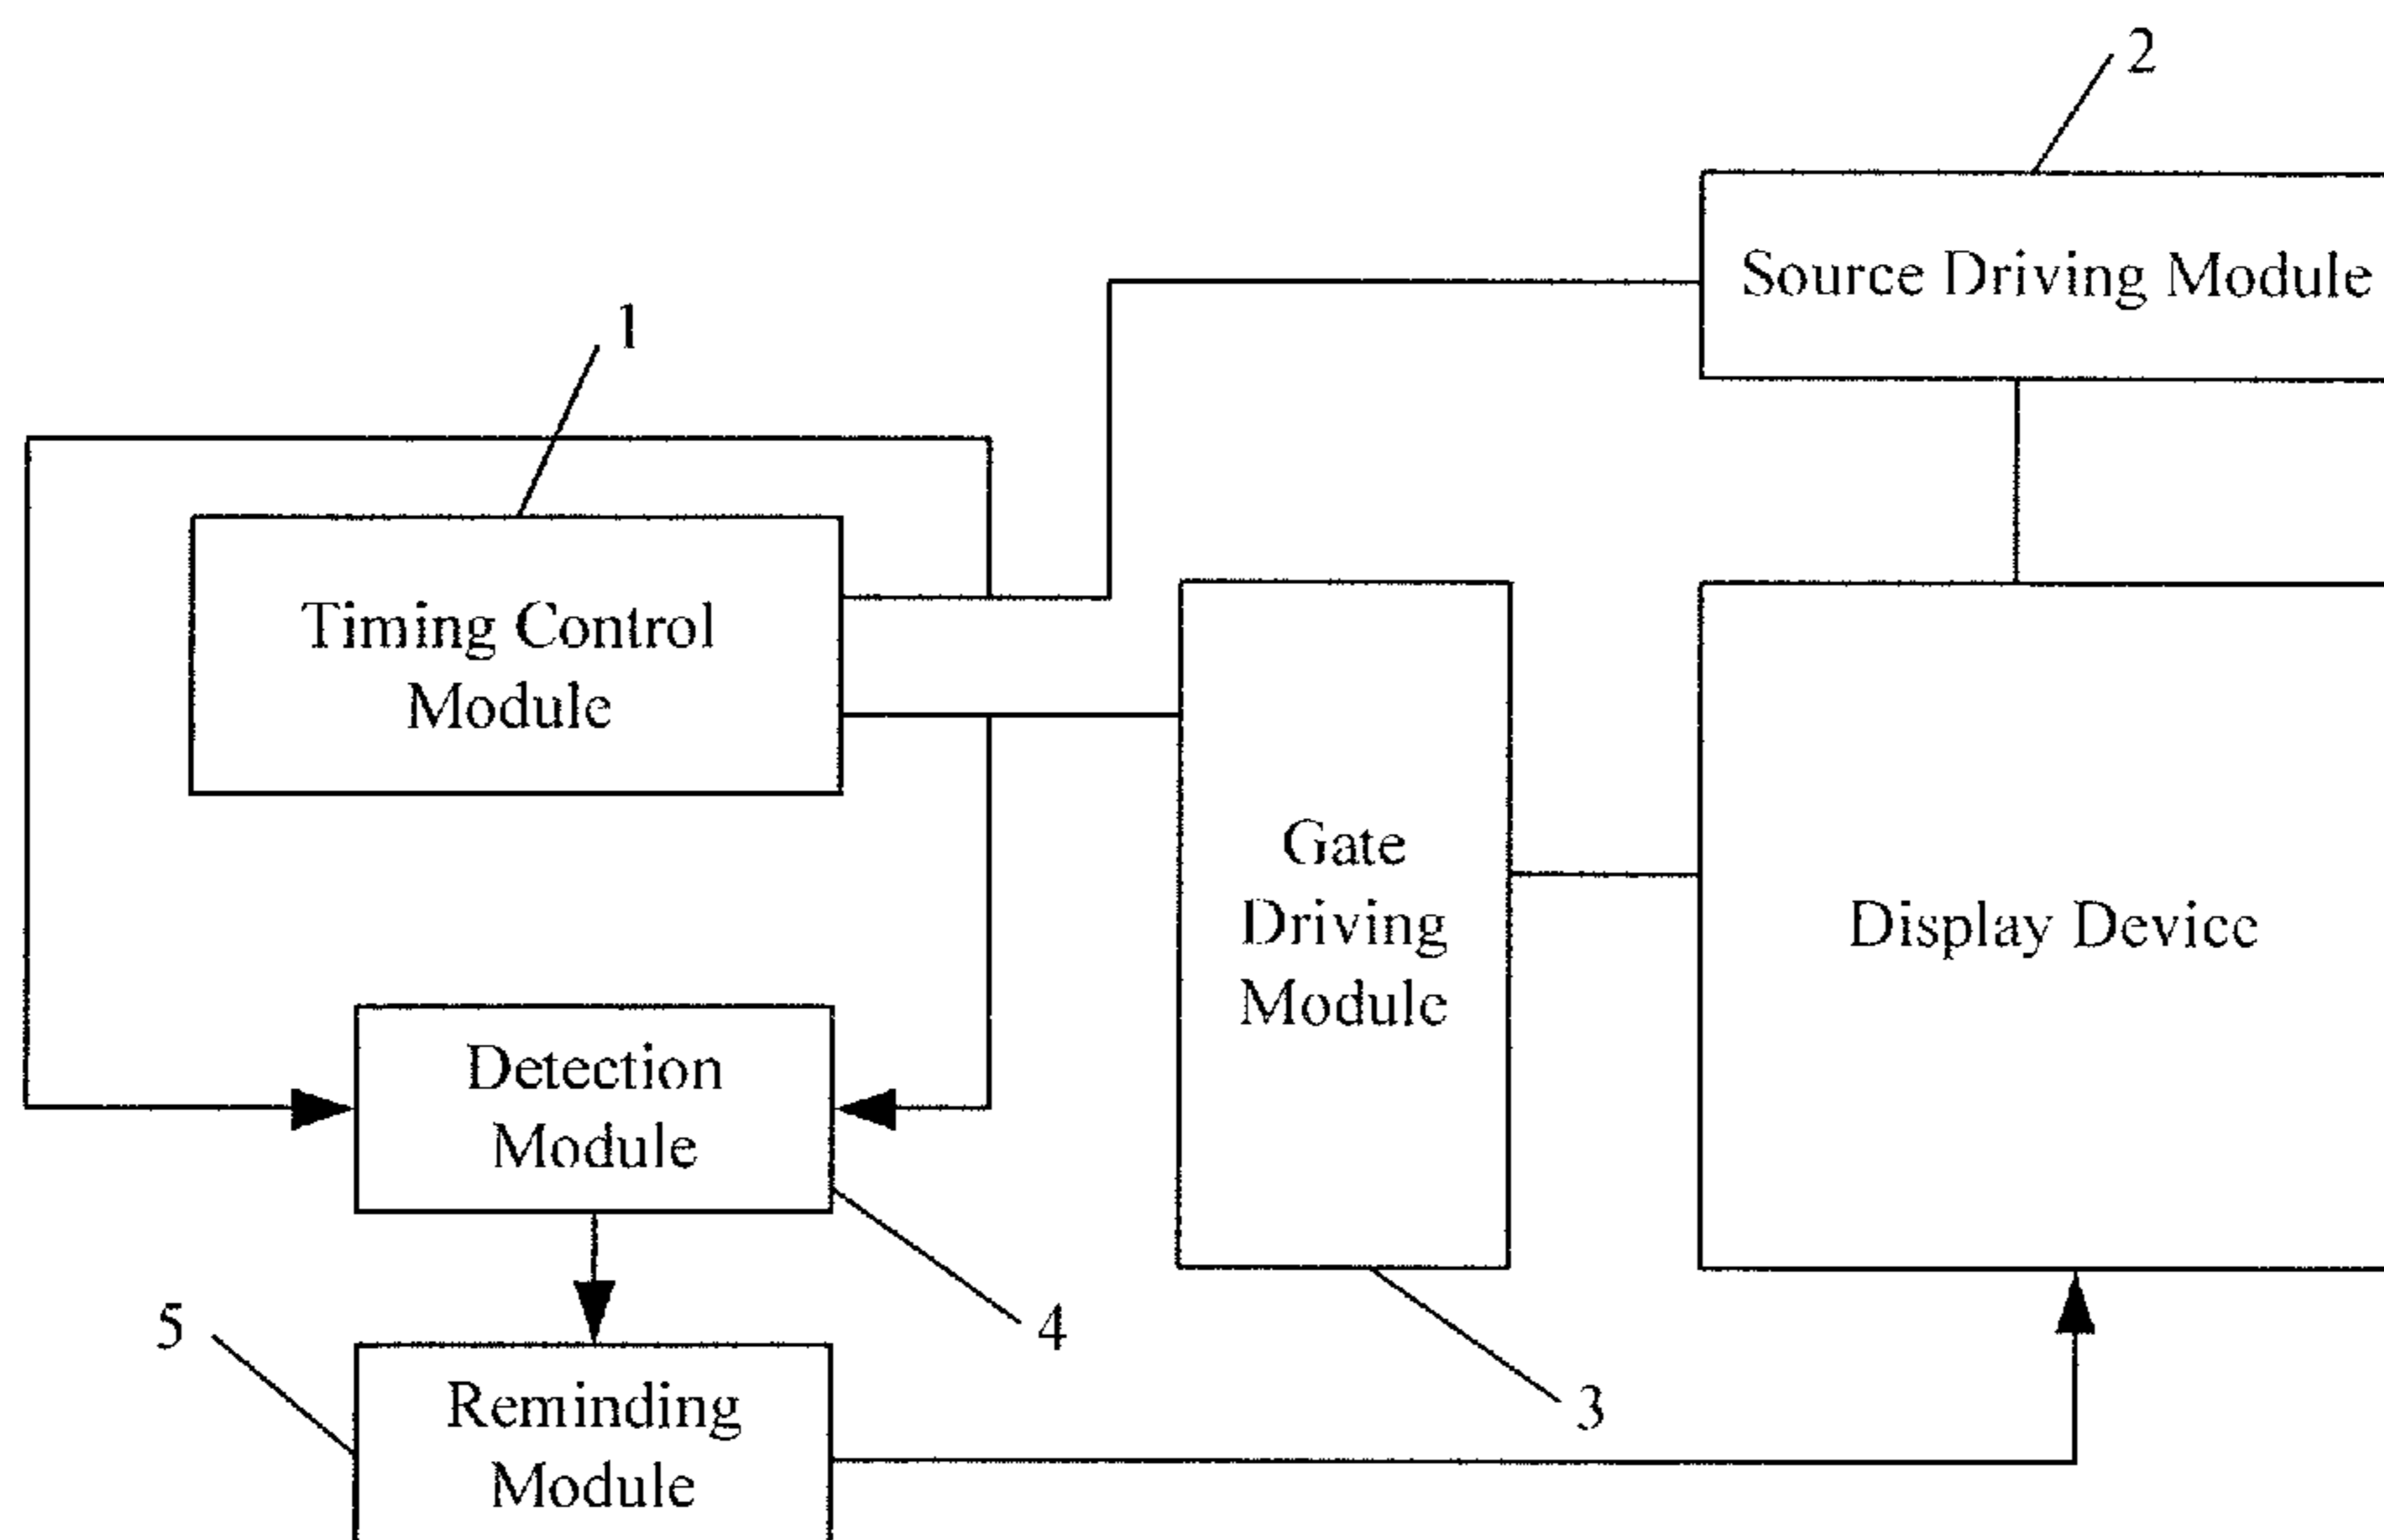 2
Source Driving Module
1
Timing Control
Module
Gate
Driving
Module
Display Device
Detection
Module
4
5
3
Reminding
Module